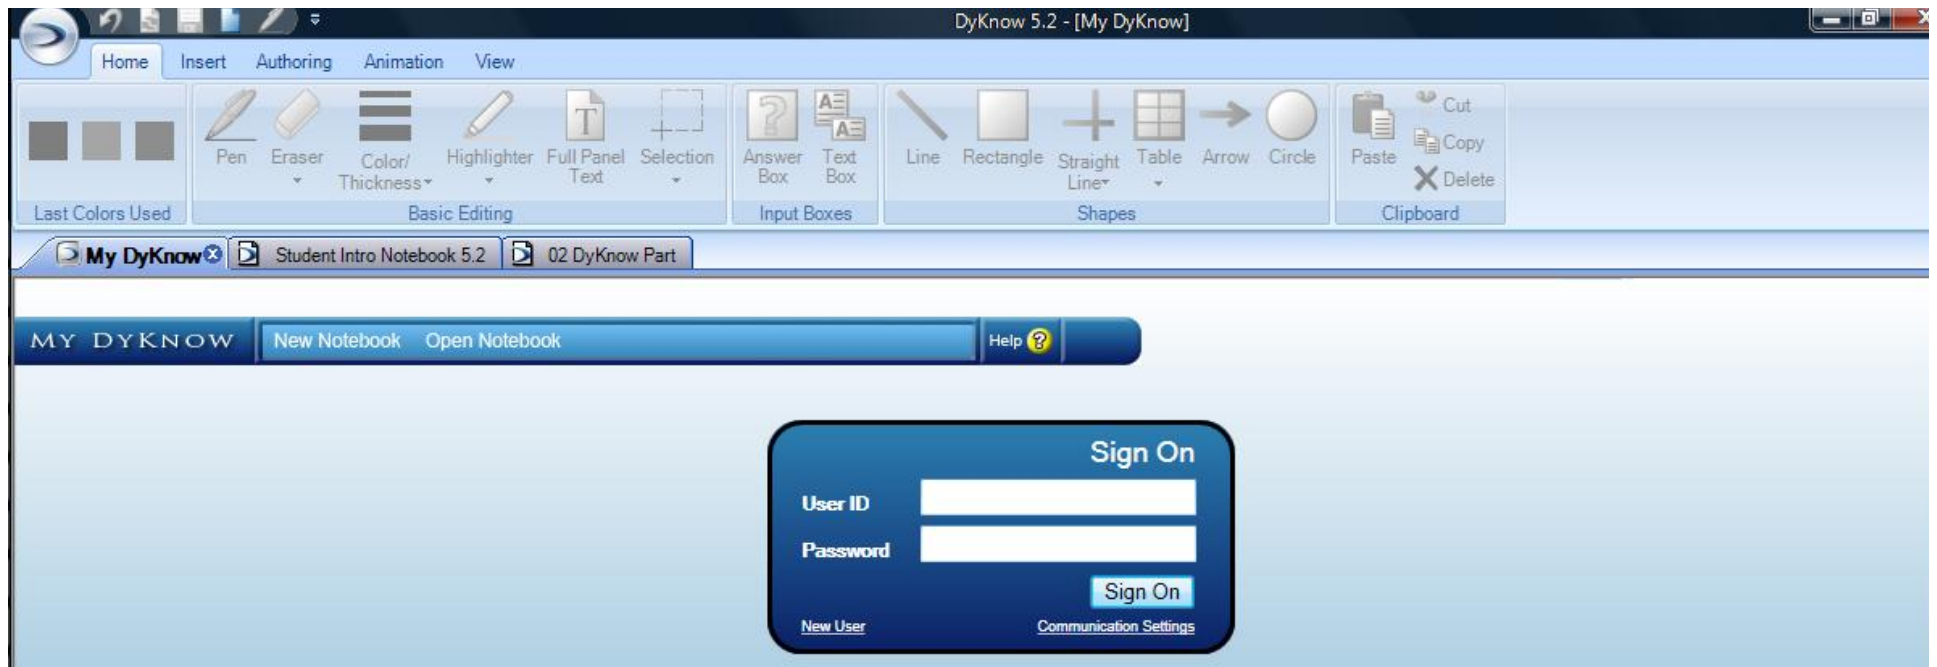 DyKnow 5.2 - [My DyKnow]
Home Insert Authoring Animation View
Pen Eraser Color/ Thickness Highlighter Full Panel Text Selection Answer Box Text Box Line Rectangle Straight Line Table Arrow Circle Paste Cut Copy Delete
Last Colors Used Basic Editing Input Boxes Shapes Clipboard
My DyKnow Student Intro Notebook 5.2 02 DyKnow Part
MY DYKNOW New Notebook Open Notebook Help ?
Sign On
User ID
Password
Sign On
New User Communication Settings